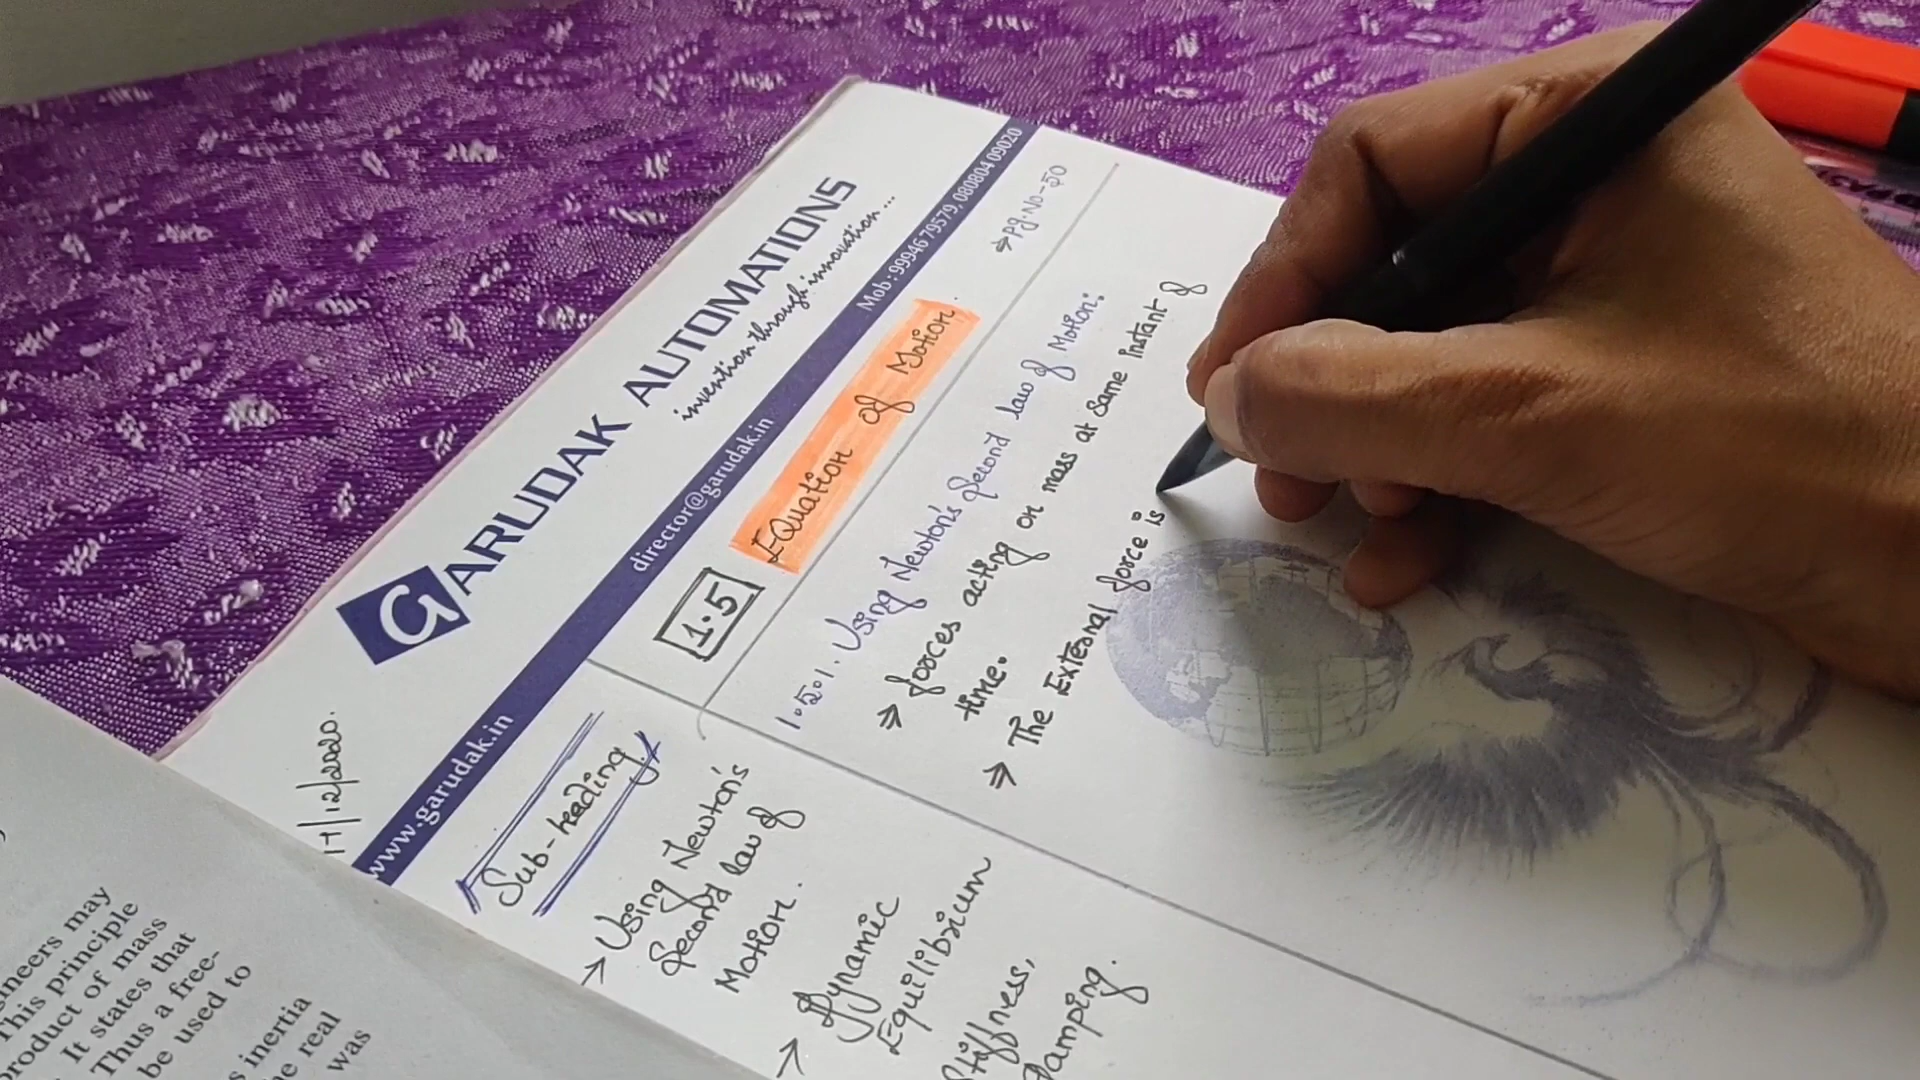 GARUDAK AUTOMATIONS
invention through innovation...
www.garudak.in director@garudak.in Mob : 99946 79579, 080804 09020
12/2020.
1.5 Equation of Motion
⇒ Pg.No-50
Sub-heading
→ Using Newton's
Second law of
Motion.
→ Dynamic
Equilibrium
Stiffness,
Damping.
1.5.1. Using Newton's Second law of Motion:
⇒ forces acting on mass at Same instant of
time.
⇒ The External force is
may
This principle
product of mass
It states that
Thus a free-
be used to
inertia
real
was